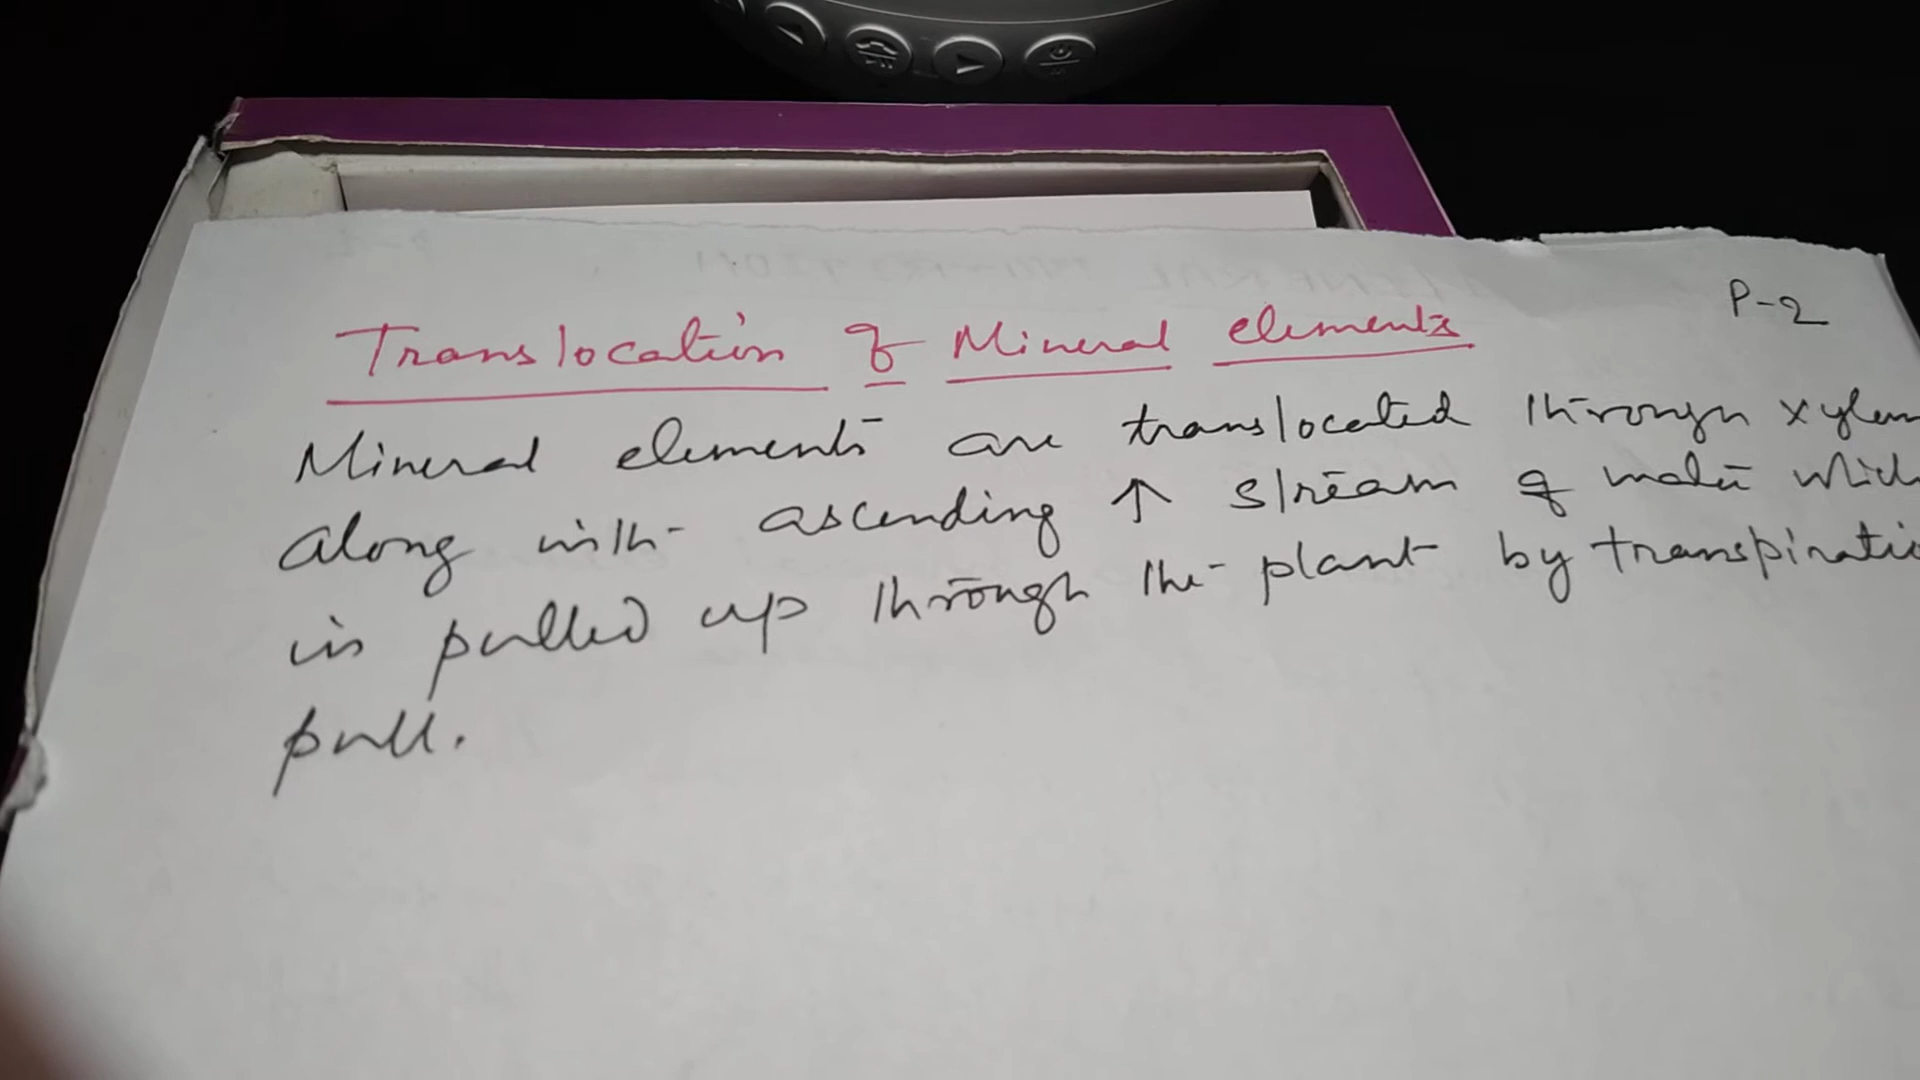 P-2
Translocation of Mineral elements
Mineral elements are translocated through xylem
along with ascending ↑ stream of water which
is pulled up through the plant by transpiratio
pull.